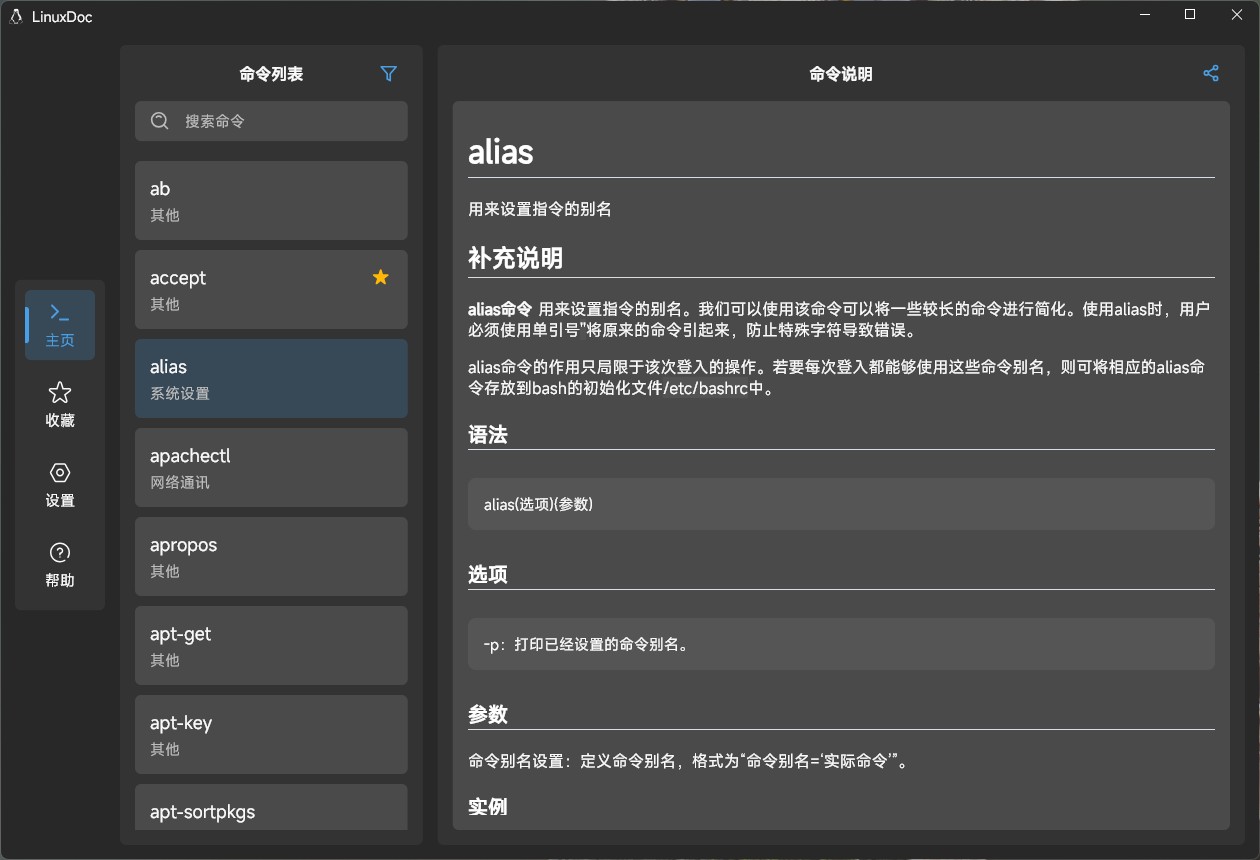 LinuxDoc
主页
收藏
设置
帮助
命令列表
搜索命令
ab
其他
accept
其他
alias
系统设置
apachectl
网络通讯
apropos
其他
apt-get
其他
apt-key
其他
apt-sortpkgs
命令说明
alias
用来设置指令的别名
补充说明
alias命令 用来设置指令的别名。我们可以使用该命令可以将一些较长的命令进行简化。使用alias时，用户
必须使用单引号''将原来的命令引起来，防止特殊字符导致错误。
alias命令的作用只局限于该次登入的操作。若要每次登入都能够使用这些命令别名，则可将相应的alias命
令存放到bash的初始化文件/etc/bashrc中。
语法
alias(选项)(参数)
选项
-p：打印已经设置的命令别名。
参数
命令别名设置：定义命令别名，格式为“命令别名=‘实际命令’”。
实例